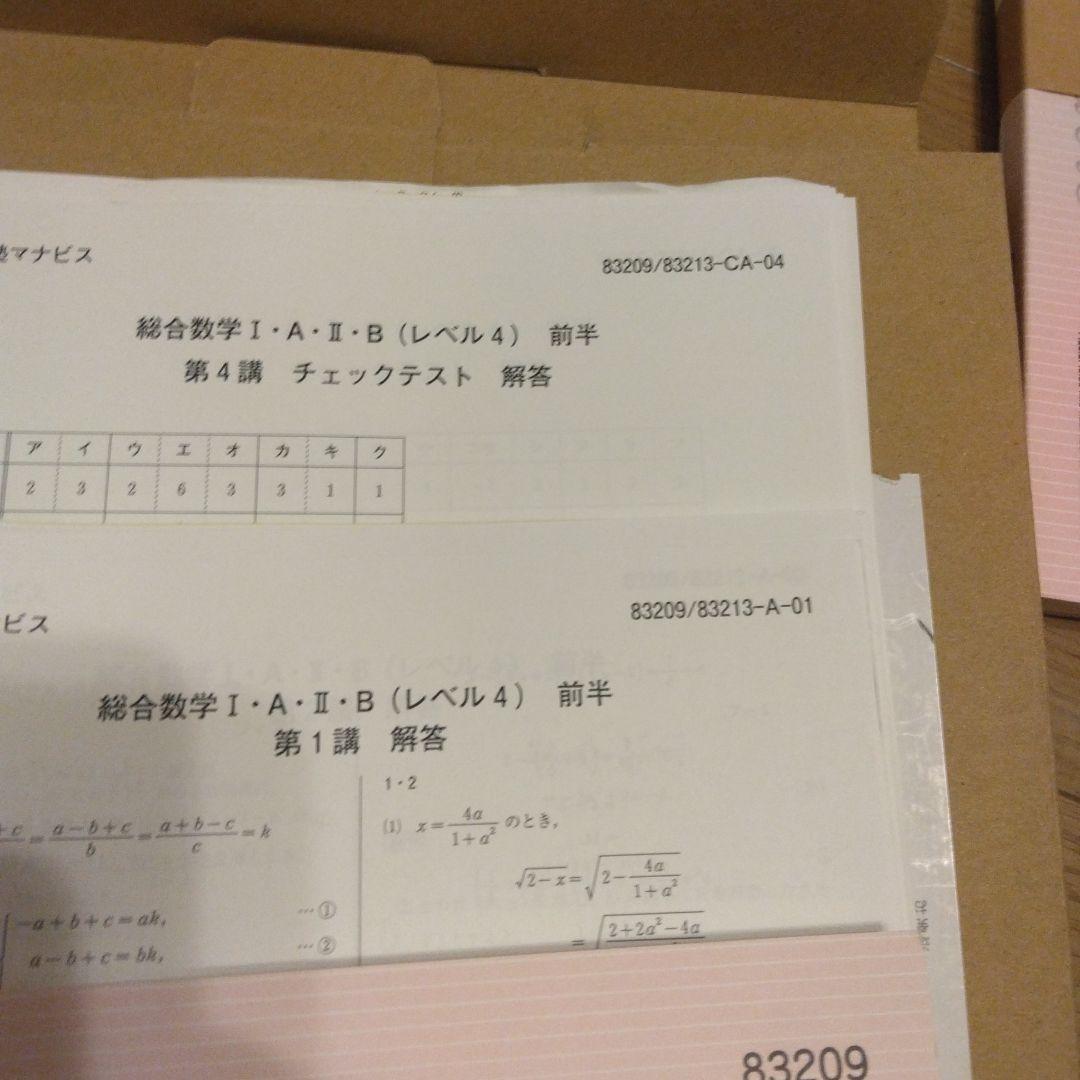 塾マナビス
83209/83213-CA-04
総合数学Ⅰ・A・Ⅱ・B（レベル4） 前半
第4講 チェックテスト 解答
ア イ ウ エ オ カ キ ク
2 3 2 6 3 3 1 1
ビス
83209/83213-A-01
総合数学Ⅰ・A・Ⅱ・B（レベル4） 前半
第1講 解答
+c = (a-b+c)/b = (a+b-c)/c = k
-a+b+c=ak, …①
a-b+c=bk, …②
1・2
(1) x = 4a/(1+a²) のとき,
√(2-x) = √(2 - 4a/(1+a²))
= √(2+2a²-4a
83209